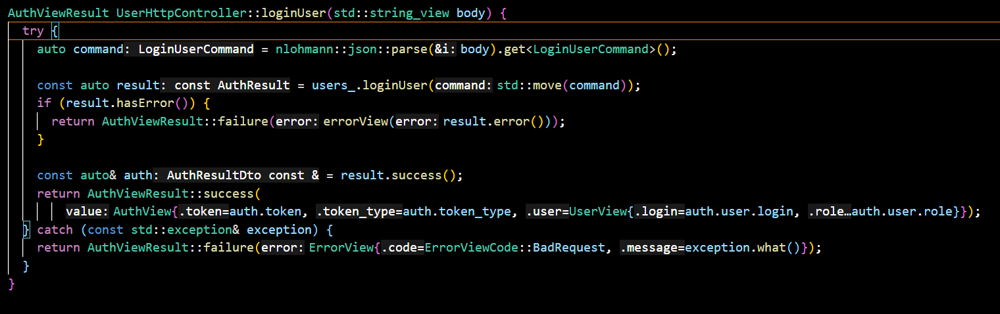 AuthViewResult UserHttpController::loginUser(std::string_view body) {
try {
auto command: LoginUserCommand = nlohmann::json::parse(&i: body).get<LoginUserCommand>();
const auto result: const AuthResult = users_.loginUser(command: std::move(command));
if (result.hasError()) {
return AuthViewResult::failure(error: errorView(error: result.error()));
}
const auto& auth: AuthResultDto const & = result.success();
return AuthViewResult::success(
value: AuthView{.token=auth.token, .token_type=auth.token_type, .user=UserView{.login=auth.user.login, .role…auth.user.role}});
} catch (const std::exception& exception) {
return AuthViewResult::failure(error: ErrorView{.code=ErrorViewCode::BadRequest, .message=exception.what()});
}
}